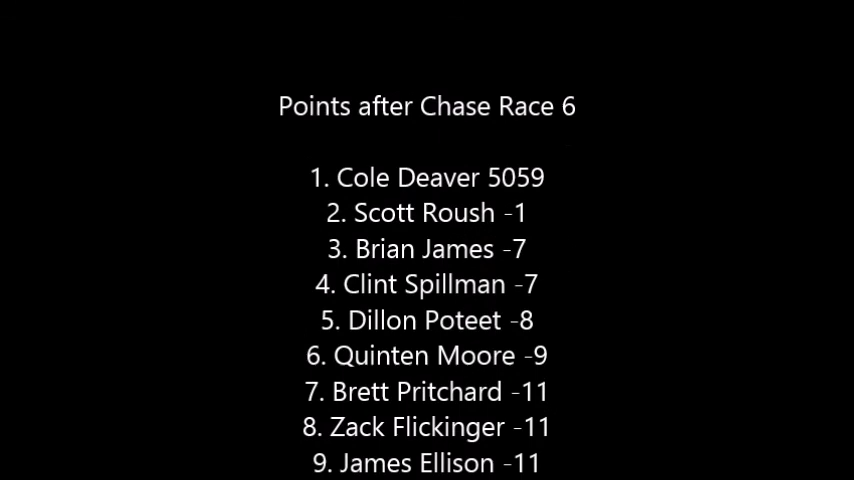 Points after Chase Race 6
1. Cole Deaver 5059
2. Scott Roush -1
3. Brian James -7
4. Clint Spillman -7
5. Dillon Poteet -8
6. Quinten Moore -9
7. Brett Pritchard -11
8. Zack Flickinger -11
9. James Ellison -11